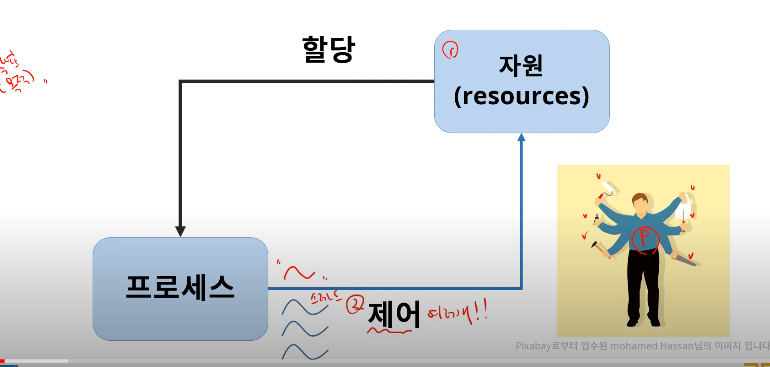 할당
①
자원
(resources)
P
프로세스
스레드
②
제어
여러개!!
Pixabay로부터 입수된 mohamed Hassan님의 이미지 입니다